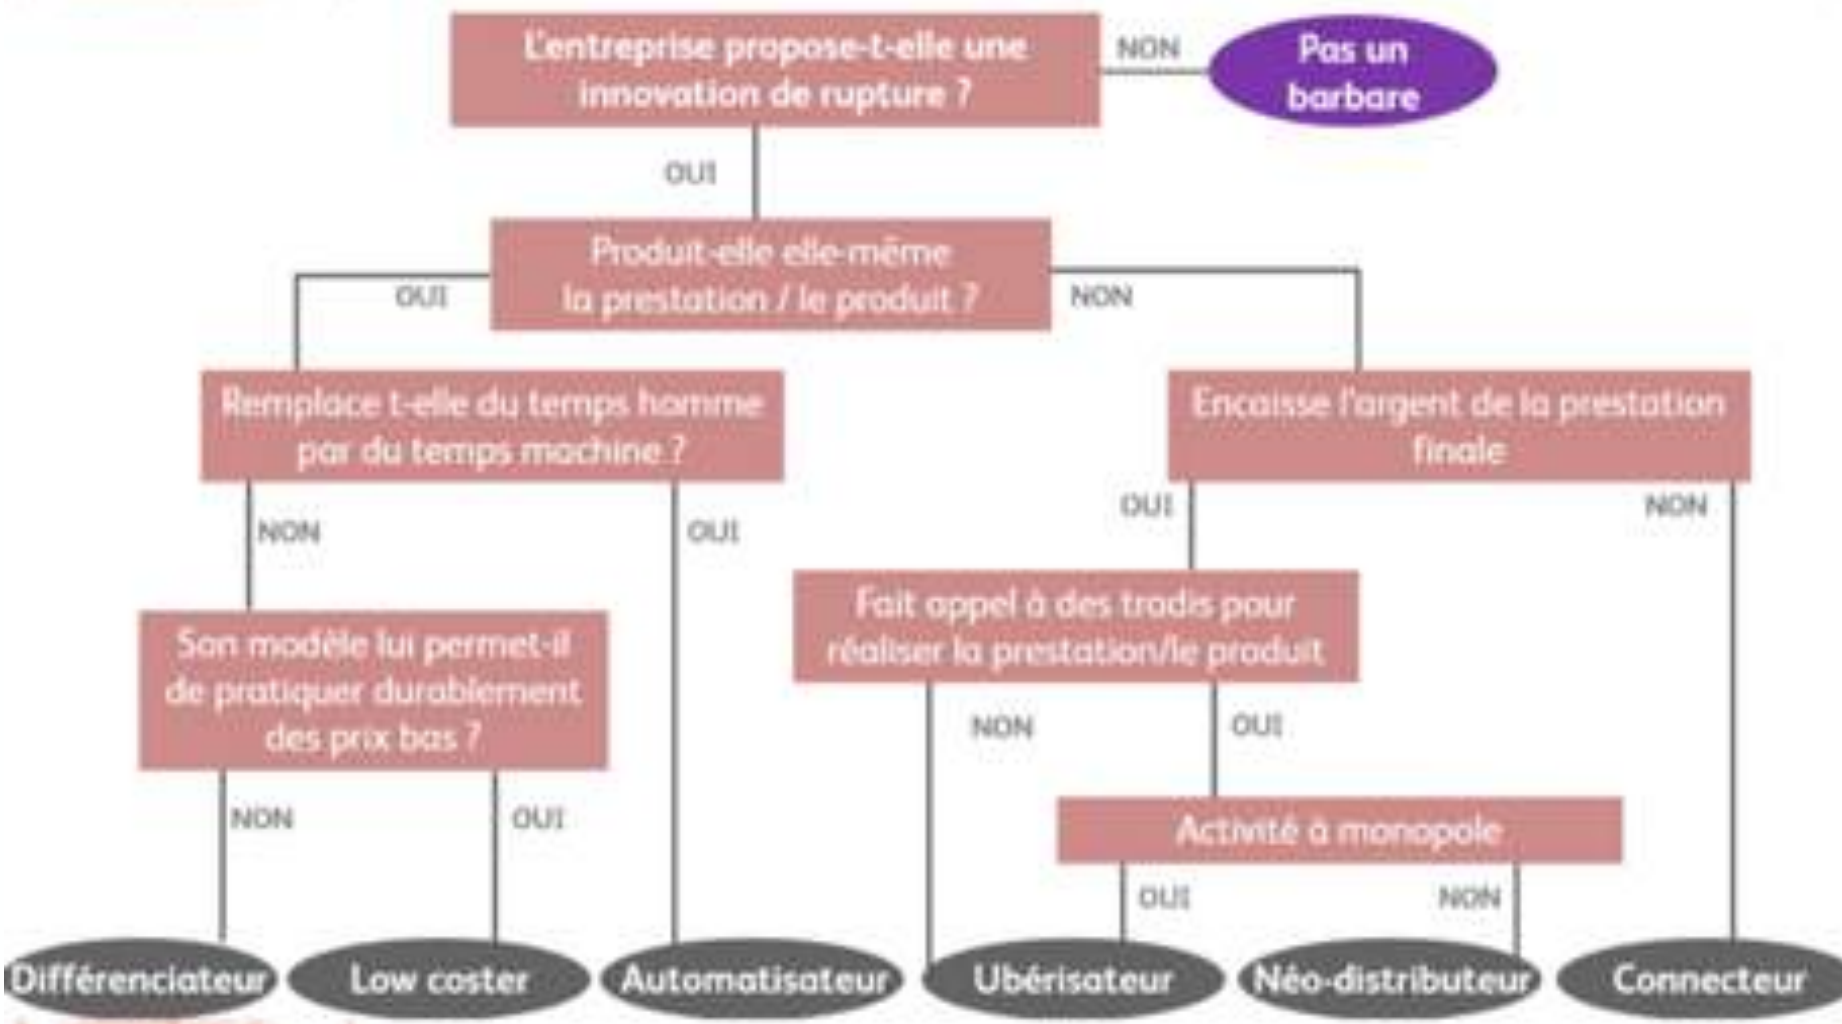 L'entreprise propose-t-elle une
innovation de rupture ?
NON
Pas un
barbare
OUI
Produit-elle elle-même
la prestation / le produit ?
OUI
NON
Remplace t-elle du temps homme
par du temps machine ?
Encaisse l'argent de la prestation
finale
NON
OUI
OUI
NON
Son modèle lui permet-il
de pratiquer durablement
des prix bas ?
Fait appel à des tradis pour
réaliser la prestation/le produit
NON
OUI
NON
OUI
Activité à monopole
OUI
NON
Différenciateur
Low coster
Automatisateur
Ubérisateur
Néo-distributeur
Connecteur